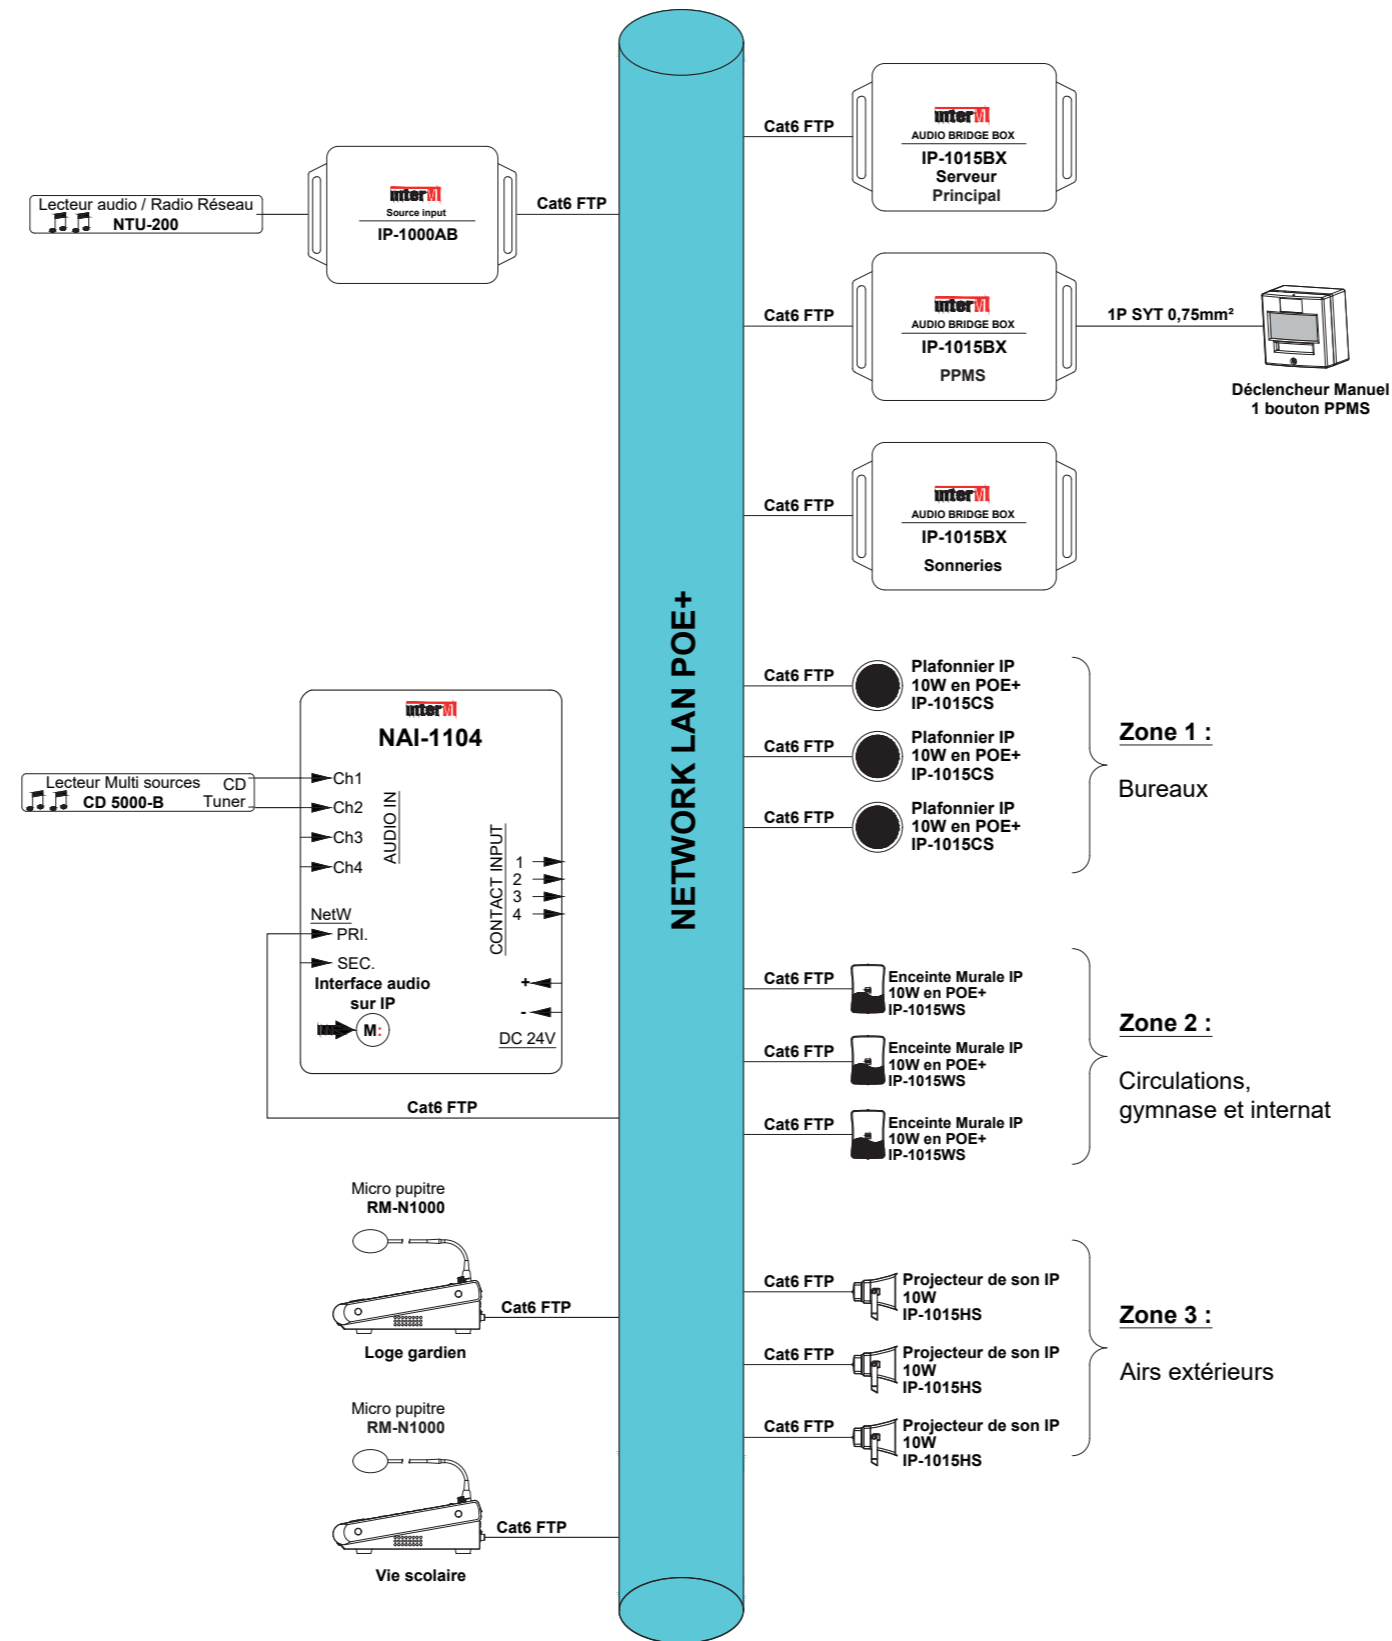 Lecteur audio / Radio Réseau
NTU-200
inter M
Source input
IP-1000AB
Cat6 FTP
Cat6 FTP
inter M
AUDIO BRIDGE BOX
IP-1015BX
Serveur
Principal
Cat6 FTP
inter M
AUDIO BRIDGE BOX
IP-1015BX
PPMS
1P SYT 0,75mm²
Déclencheur Manuel
1 bouton PPMS
Cat6 FTP
inter M
AUDIO BRIDGE BOX
IP-1015BX
Sonneries
NETWORK LAN POE+
Lecteur Multi sources
CD 5000-B
CD
Tuner
inter M
NAI-1104
Ch1
Ch2
Ch3
Ch4
AUDIO IN
CONTACT INPUT
1
2
3
4
NetW
PRI.
SEC.
Interface audio
sur IP
M:
+
-
DC 24V
Cat6 FTP
Cat6 FTP
Plafonnier IP
10W en POE+
IP-1015CS
Cat6 FTP
Plafonnier IP
10W en POE+
IP-1015CS
Cat6 FTP
Plafonnier IP
10W en POE+
IP-1015CS
Zone 1 :
Bureaux
Cat6 FTP
Enceinte Murale IP
10W en POE+
IP-1015WS
Cat6 FTP
Enceinte Murale IP
10W en POE+
IP-1015WS
Cat6 FTP
Enceinte Murale IP
10W en POE+
IP-1015WS
Zone 2 :
Circulations,
gymnase et internat
Micro pupitre
RM-N1000
Cat6 FTP
Loge gardien
Micro pupitre
RM-N1000
Cat6 FTP
Vie scolaire
Cat6 FTP
Projecteur de son IP
10W
IP-1015HS
Cat6 FTP
Projecteur de son IP
10W
IP-1015HS
Cat6 FTP
Projecteur de son IP
10W
IP-1015HS
Zone 3 :
Airs extérieurs